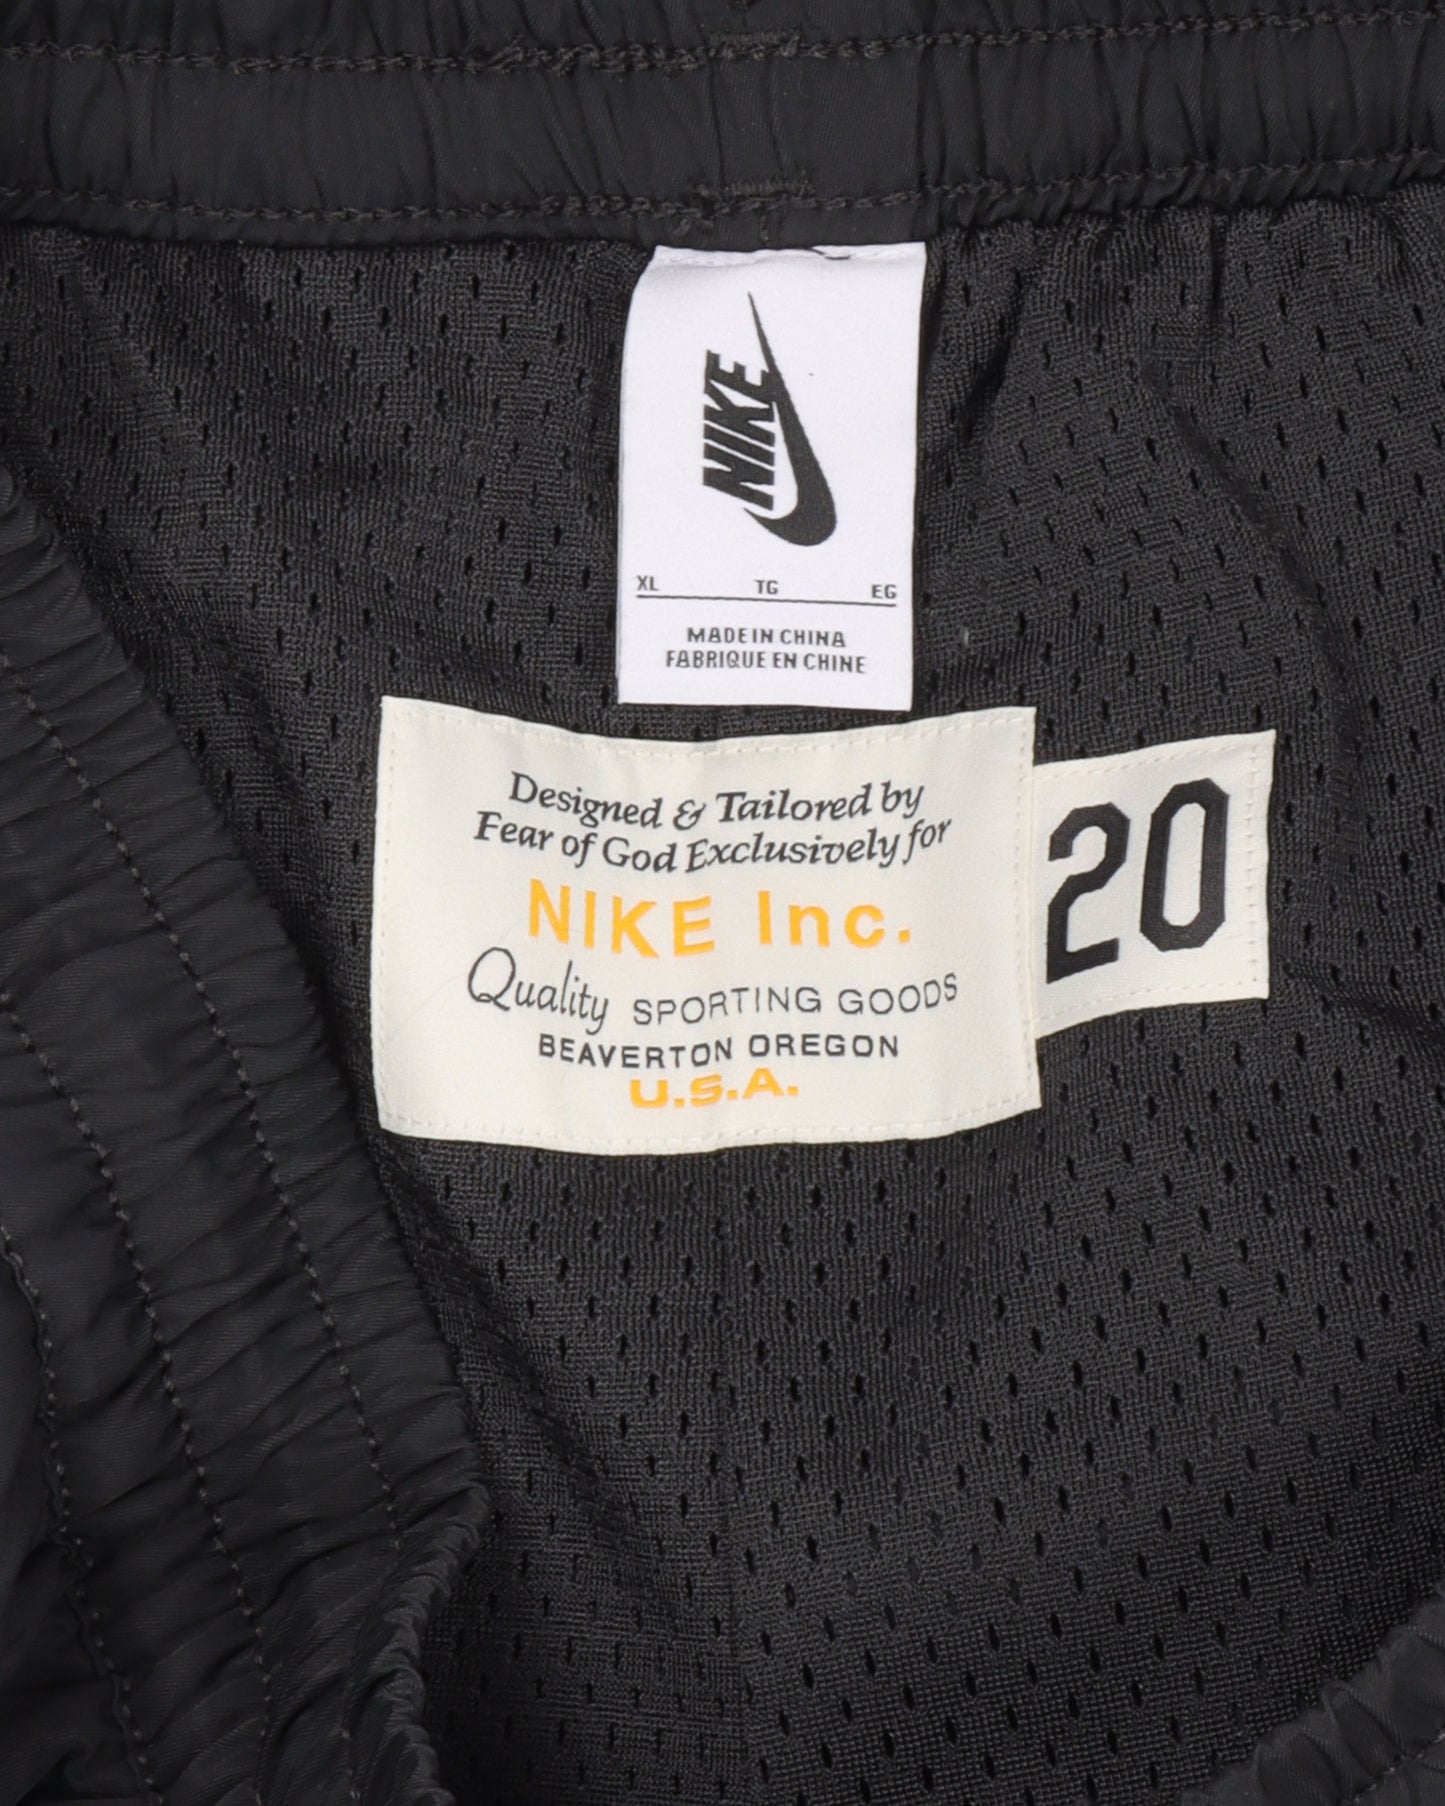 NIKE
XL TG EG
MADE IN CHINA
FABRIQUE EN CHINE
Designed & Tailored by
Fear of God Exclusively for
NIKE Inc.
Quality SPORTING GOODS
BEAVERTON OREGON
U.S.A.
20